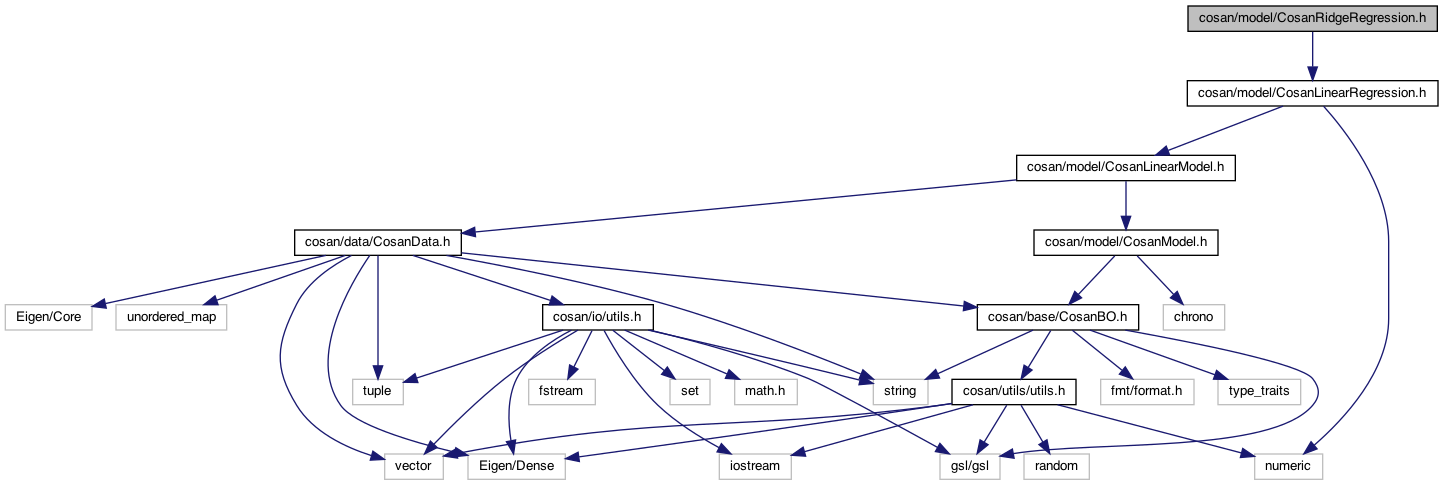 cosan/model/CosanRidgeRegression.h
cosan/model/CosanLinearRegression.h
cosan/model/CosanLinearModel.h
cosan/data/CosanData.h
cosan/model/CosanModel.h
Eigen/Core
unordered_map
cosan/io/utils.h
cosan/base/CosanBO.h
chrono
tuple
fstream
set
math.h
string
cosan/utils/utils.h
fmt/format.h
type_traits
vector
Eigen/Dense
iostream
gsl/gsl
random
numeric